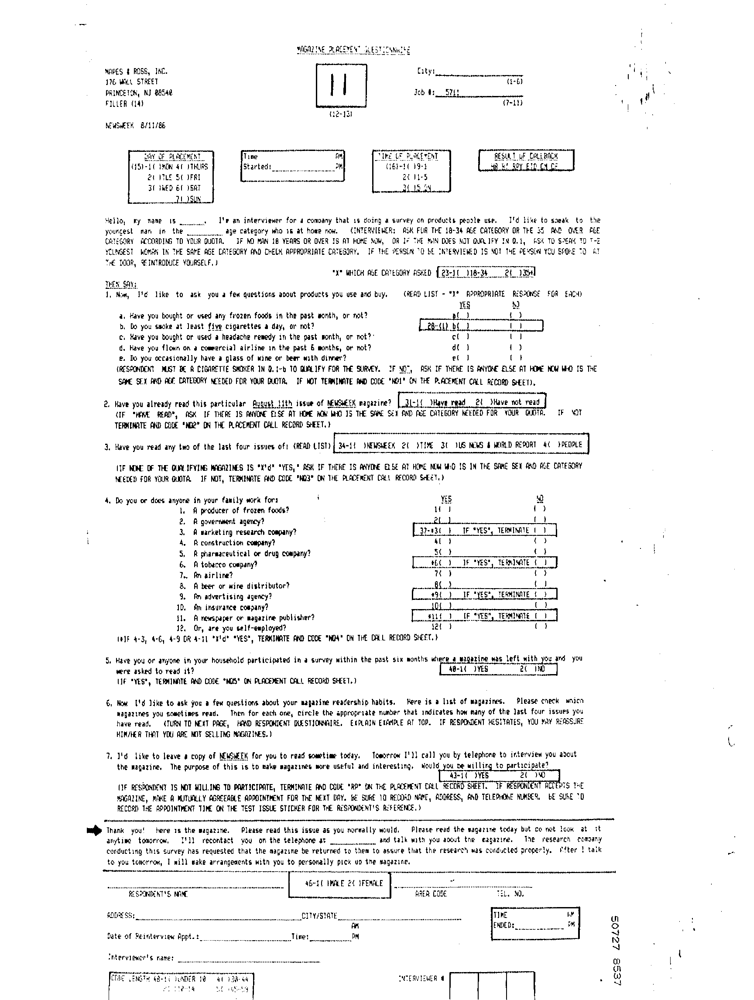 MAGAZINE PLACEMENT QUESTIONNAIRE
MAPES & ROSS, INC.
176 WALL STREET
PRINCETON, NJ 08540
FILLER (14)
NEWSWEEK 8/11/86
11
(12-13)
City:
(1-6)
Job #: 5711
(7-11)
DAY OF PLACEMENT
(15)-1( )MON 4( )THURS
2( )TUE 5( )FRI
3( )WED 6( )SAT
7( )SUN
Time AM
Started: PM
TIME OF PLACEMENT
(16)-1( )9-1
2( )1-5
3( )5 ON
RESULT OF CALLBACK
Hello, my name is ______. I'm an interviewer for a company that is doing a survey on products people use. I'd like to speak to the
youngest man in the ______ age category who is at home now. (INTERVIEWER: ASK FOR THE 18-34 AGE CATEGORY OR THE 35 AND OVER AGE
CATEGORY ACCORDING TO YOUR QUOTA. IF NO MAN 18 YEARS OR OVER IS AT HOME NOW, OR IF THE MAN DOES NOT QUALIFY IN Q.1, ASK TO SPEAK TO THE
YOUNGEST WOMAN IN THE SAME AGE CATEGORY AND CHECK APPROPRIATE CATEGORY. IF THE PERSON TO BE INTERVIEWED IS NOT THE PERSON YOU SPOKE TO AT
THE DOOR, REINTRODUCE YOURSELF.)
"X" WHICH AGE CATEGORY ASKED 23-1( )18-34 2( )35+
THEN SAY:
1. Now, I'd like to ask you a few questions about products you use and buy. (READ LIST - "X" APPROPRIATE RESPONSE FOR EACH)
YES NO
a. Have you bought or used any frozen foods in the past month, or not? a( ) ( )
b. Do you smoke at least five cigarettes a day, or not? 28-(1) b( ) ( )
c. Have you bought or used a headache remedy in the past month, or not? c( ) ( )
d. Have you flown on a commercial airline in the past 6 months, or not? d( ) ( )
e. Do you occasionally have a glass of wine or beer with dinner? e( ) ( )
(RESPONDENT MUST BE A CIGARETTE SMOKER IN Q.1-b TO QUALIFY FOR THE SURVEY. IF NOT, ASK IF THERE IS ANYONE ELSE AT HOME NOW WHO IS THE
SAME SEX AND AGE CATEGORY NEEDED FOR YOUR QUOTA. IF NOT TERMINATE AND CODE "NO1" ON THE PLACEMENT CALL RECORD SHEET).
2. Have you already read this particular August 11th issue of NEWSWEEK magazine? 31-1( )Have read 2( )Have not read
(IF "HAVE READ", ASK IF THERE IS ANYONE ELSE AT HOME NOW WHO IS THE SAME SEX AND AGE CATEGORY NEEDED FOR YOUR QUOTA. IF NOT
TERMINATE AND CODE "NO2" ON THE PLACEMENT CALL RECORD SHEET.)
3. Have you read any two of the last four issues of: (READ LIST) 34-1( )NEWSWEEK 2( )TIME 3( )US NEWS & WORLD REPORT 4( )PEOPLE
(IF NONE OF THE QUALIFYING MAGAZINES IS "X'd" "YES," ASK IF THERE IS ANYONE ELSE AT HOME NOW WHO IS IN THE SAME SEX AND AGE CATEGORY
NEEDED FOR YOUR QUOTA. IF NOT, TERMINATE AND CODE "NO3" ON THE PLACEMENT CALL RECORD SHEET.)
4. Do you or does anyone in your family work for: YES NO
1. A producer of frozen foods? 1( ) ( )
2. A government agency? 2( ) ( )
3. A marketing research company? 37-*3( ) IF "YES", TERMINATE ( )
4. A construction company? 4( ) ( )
5. A pharmaceutical or drug company? 5( ) ( )
6. A tobacco company? *6( ) IF "YES", TERMINATE ( )
7. An airline? 7( ) ( )
8. A beer or wine distributor? 8( ) ( )
9. An advertising agency? *9( ) IF "YES", TERMINATE ( )
10. An insurance company? 10( ) ( )
11. A newspaper or magazine publisher? *11( ) IF "YES", TERMINATE ( )
12. Or, are you self-employed? 12( ) ( )
(*IF 4-3, 4-6, 4-9 OR 4-11 "X'd" "YES", TERMINATE AND CODE "NO4" ON THE CALL RECORD SHEET.)
5. Have you or anyone in your household participated in a survey within the past six months where a magazine was left with you and you
were asked to read it? 40-1( )YES 2( )NO
(IF "YES", TERMINATE AND CODE "NO5" ON PLACEMENT CALL RECORD SHEET.)
6. Now I'd like to ask you a few questions about your magazine readership habits. Here is a list of magazines. Please check which
magazines you sometimes read. Then for each one, circle the appropriate number that indicates how many of the last four issues you
have read. (TURN TO NEXT PAGE, HAND RESPONDENT QUESTIONNAIRE. EXPLAIN EXAMPLE AT TOP. IF RESPONDENT HESITATES, YOU MAY REASSURE
HIM/HER THAT YOU ARE NOT SELLING MAGAZINES.)
7. I'd like to leave a copy of NEWSWEEK for you to read sometime today. Tomorrow I'll call you by telephone to interview you about
the magazine. The purpose of this is to make magazines more useful and interesting. Would you be willing to participate?
43-1( )YES 2( )NO
(IF RESPONDENT IS NOT WILLING TO PARTICIPATE, TERMINATE AND CODE "RP" ON THE PLACEMENT CALL RECORD SHEET. IF RESPONDENT ACCEPTS THE
MAGAZINE, MAKE A MUTUALLY AGREEABLE APPOINTMENT FOR THE NEXT DAY. BE SURE TO RECORD NAME, ADDRESS, AND TELEPHONE NUMBER. BE SURE TO
RECORD THE APPOINTMENT TIME ON THE TEST ISSUE STICKER FOR THE RESPONDENT'S REFERENCE.)
Thank you! here is the magazine. Please read this issue as you normally would. Please read the magazine today but do not look at it
anytime tomorrow. I'll recontact you on the telephone at ______ and talk with you about the magazine. The research company
conducting this survey has requested that the magazine be returned to them to assure that the research was conducted properly. After I talk
to you tomorrow, I will make arrangements with you to personally pick up the magazine.
46-1( )MALE 2( )FEMALE
RESPONDENT'S NAME AREA CODE TEL. NO.
ADDRESS: CITY/STATE
TIME AM
ENDED: PM
Date of Reinterview Appt.: Time: AM PM
Interviewer's name:
INTERVIEWER #
50727 8537